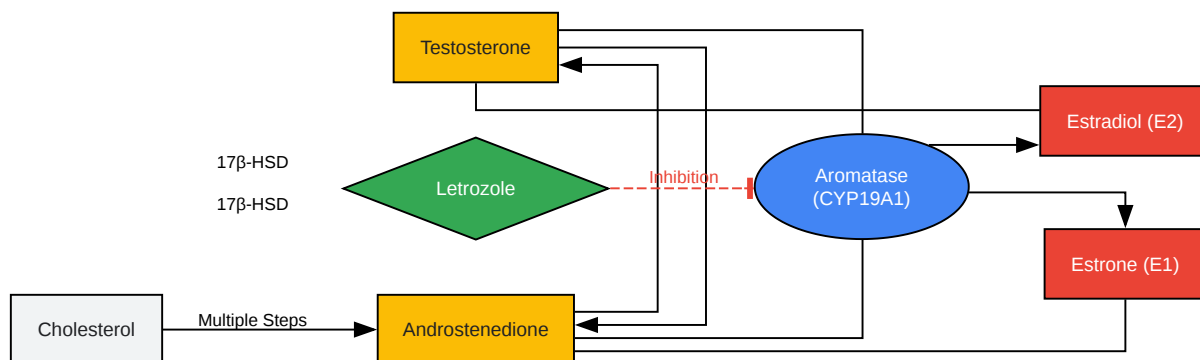 Testosterone
Estradiol (E2)
17β-HSD
Inhibition
Aromatase
(CYP19A1)
Letrozole
17β-HSD
Estrone (E1)
Cholesterol
Multiple Steps
Androstenedione